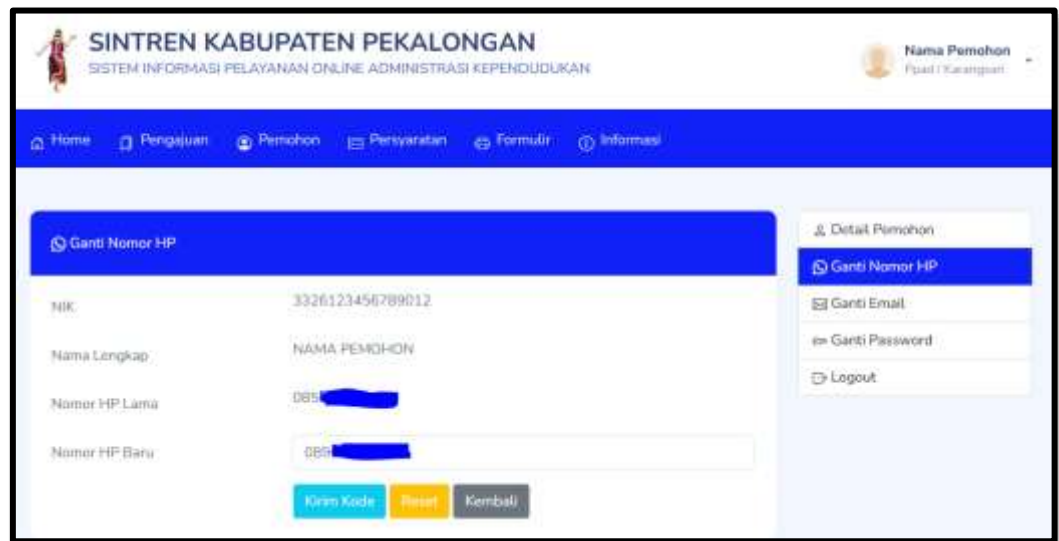 SINTREN KABUPATEN PEKALONGAN
SISTEM INFORMASI PELAYANAN ONLINE ADMINISTRASI KEPENDUDUKAN
Nama Pemohon
Home Pengajuan Pemohon Persyaratan Formulir Informasi
Ganti Nomor HP
NIK 3326123456789012
Nama Lengkap NAMA PEMOHON
Nomor HP Lama 085
Nomor HP Baru 085
Kirim Kode Reset Kembali
Detail Pemohon
Ganti Nomor HP
Ganti Email
Ganti Password
Logout